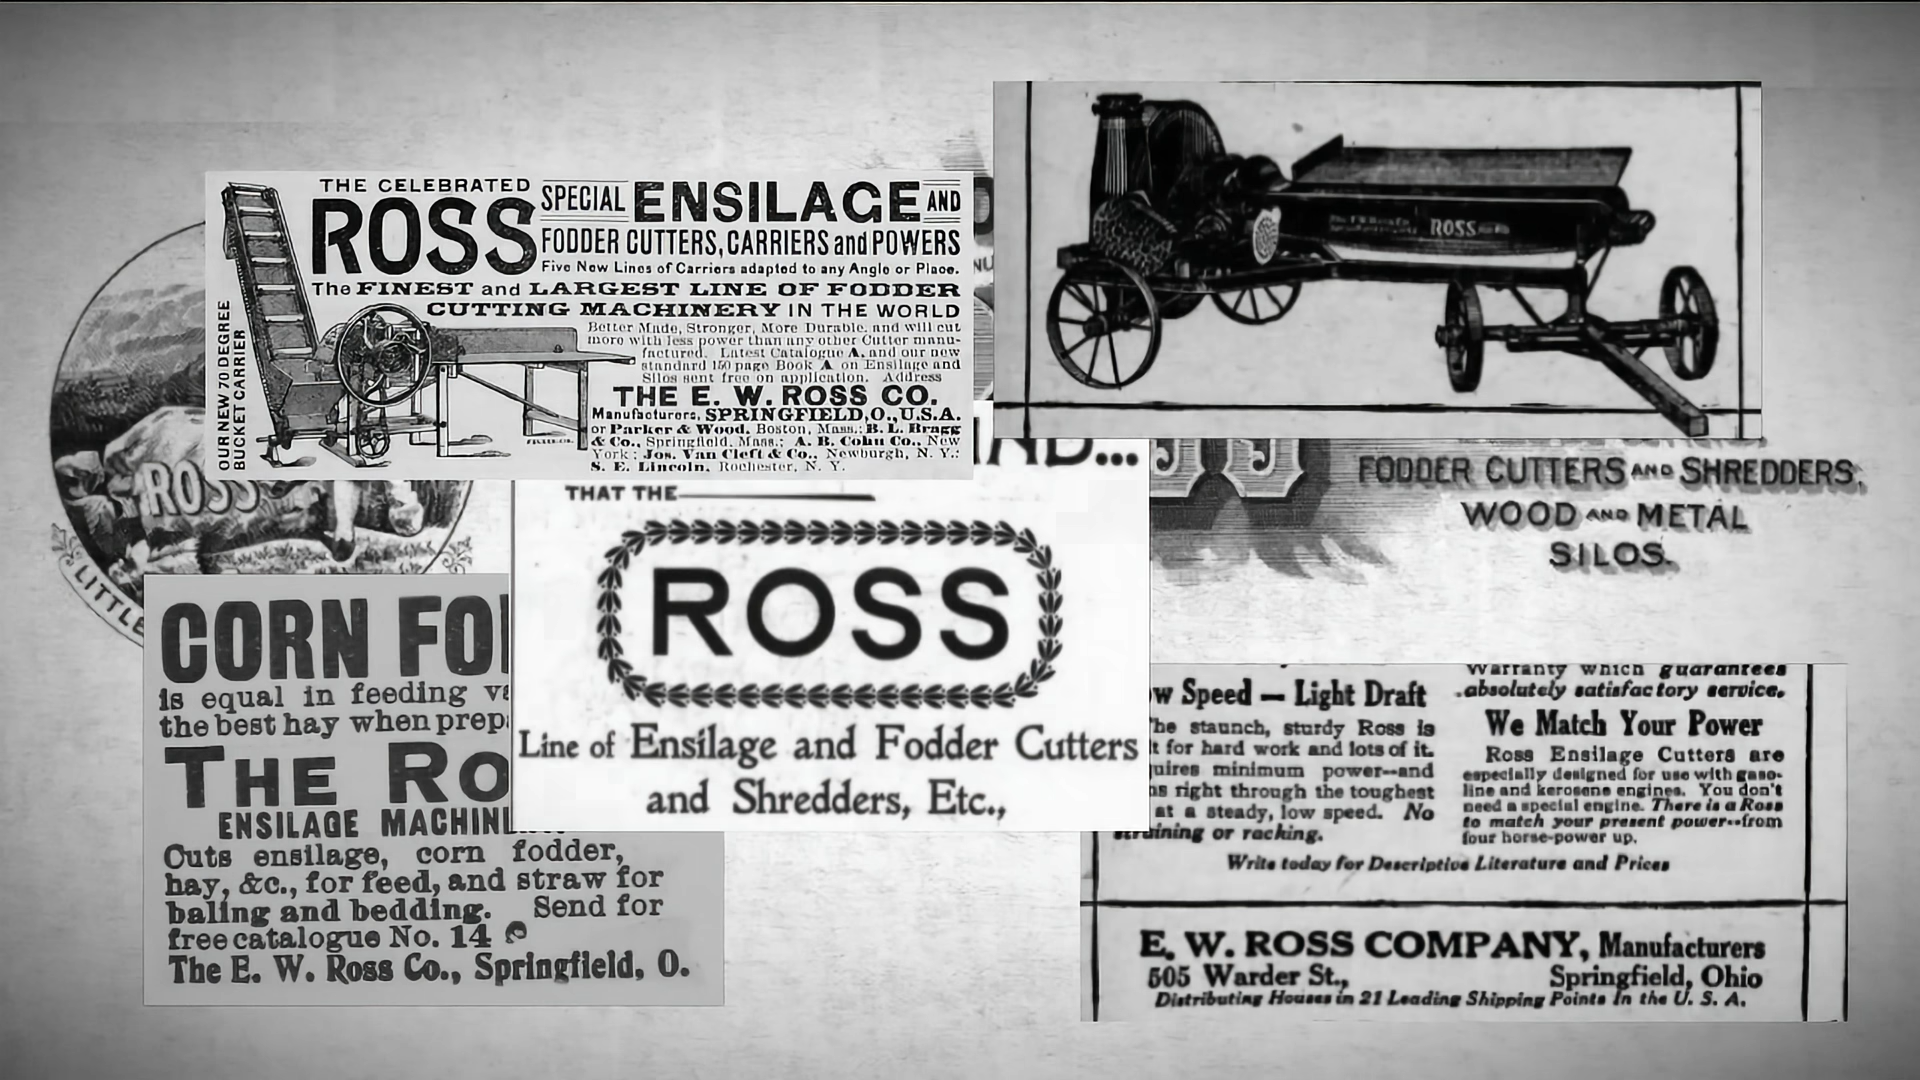 THE CELEBRATED
ROSS
SPECIAL ENSILAGE AND
FODDER CUTTERS, CARRIERS and POWERS
Five New Lines of Carriers adapted to any Angle or Place.
The FINEST and LARGEST LINE OF FODDER
CUTTING MACHINERY IN THE WORLD
Better Made, Stronger, More Durable, and will cut
more with less power than any other Cutter manu-
factured. Latest Catalogue A, and our new
standard 150 page Book A on Ensilage and
Silos sent free on application. Address
THE E. W. ROSS CO.
Manufacturers, SPRINGFIELD, O., U.S.A.
or Parker & Wood, Boston, Mass.; B. L. Bragg
& Co., Springfield, Mass.; A. B. Cohu Co., New
York; Jos. Van Cleft & Co., Newburgh, N. Y.;
S. E. Lincoln, Rochester, N. Y.
OUR NEW 70 DEGREE
BUCKET CARRIER
ROSS
ROSS
LITTLE
FODDER CUTTERS AND SHREDDERS,
WOOD AND METAL
SILOS.
THAT THE
ROSS
Line of Ensilage and Fodder Cutters
and Shredders, Etc.,
CORN FO
is equal in feeding va
the best hay when prep
THE RO
ENSILAGE MACHIN
Cuts ensilage, corn fodder,
hay, &c., for feed, and straw for
baling and bedding. Send for
free catalogue No. 14
The E. W. Ross Co., Springfield, O.
w Speed — Light Draft
he staunch, sturdy Ross is
t for hard work and lots of it.
uires minimum power--and
ns right through the toughest
at a steady, low speed. No
ining or racking.
Warranty which guarantees
absolutely satisfactory service.
We Match Your Power
Ross Ensilage Cutters are
especially designed for use with gaso-
line and kerosene engines. You don't
need a special engine. There is a Ross
to match your present power--from
four horse-power up.
Write today for Descriptive Literature and Prices
E. W. ROSS COMPANY, Manufacturers
505 Warder St., Springfield, Ohio
Distributing Houses in 21 Leading Shipping Points in the U. S. A.